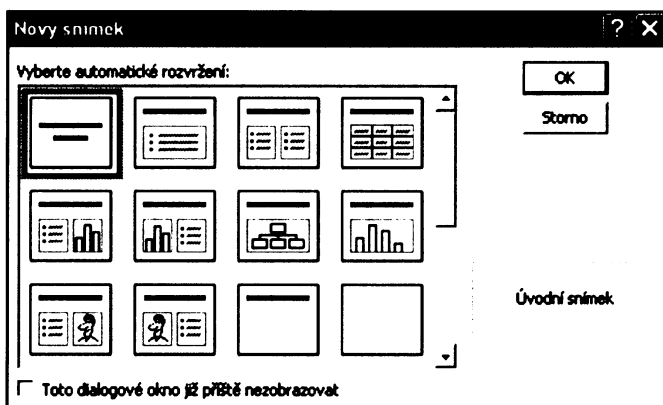 Novy snimek
Vyberte automatické rozvržení:
OK
Storno
Úvodní snímek
Toto dialogové okno již příště nezobrazovat